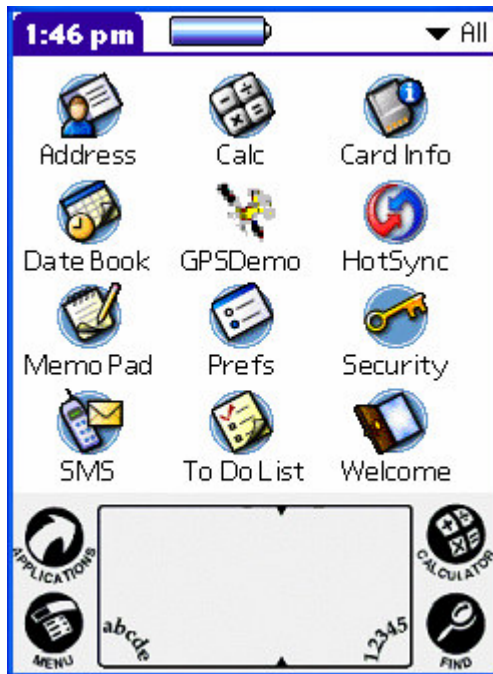 1:46 pm All
Address Calc Card Info
Date Book GPSDemo HotSync
Memo Pad Prefs Security
SMS To Do List Welcome
APPLICATIONS CALCULATOR
abcde 12345
MENU FIND